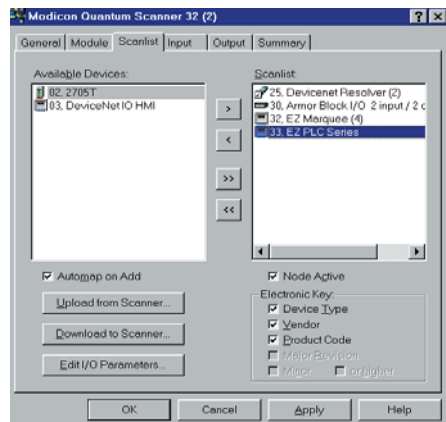 Modicon Quantum Scanner 32 (2)
General Module Scanlist Input Output Summary
Available Devices:
02, 2705T
03, DeviceNet IO HMI
Scanlist:
25, Devicenet Resolver (2)
30, Armor Block I/O 2 input / 2 c
32, EZ Marquee (4)
33, EZ PLC Series
>
<
>>
<<
Automap on Add
Upload from Scanner...
Download to Scanner...
Edit I/O Parameters...
Node Active
Electronic Key:
Device Type
Vendor
Product Code
Major Revision
Minor or higher
OK Cancel Apply Help